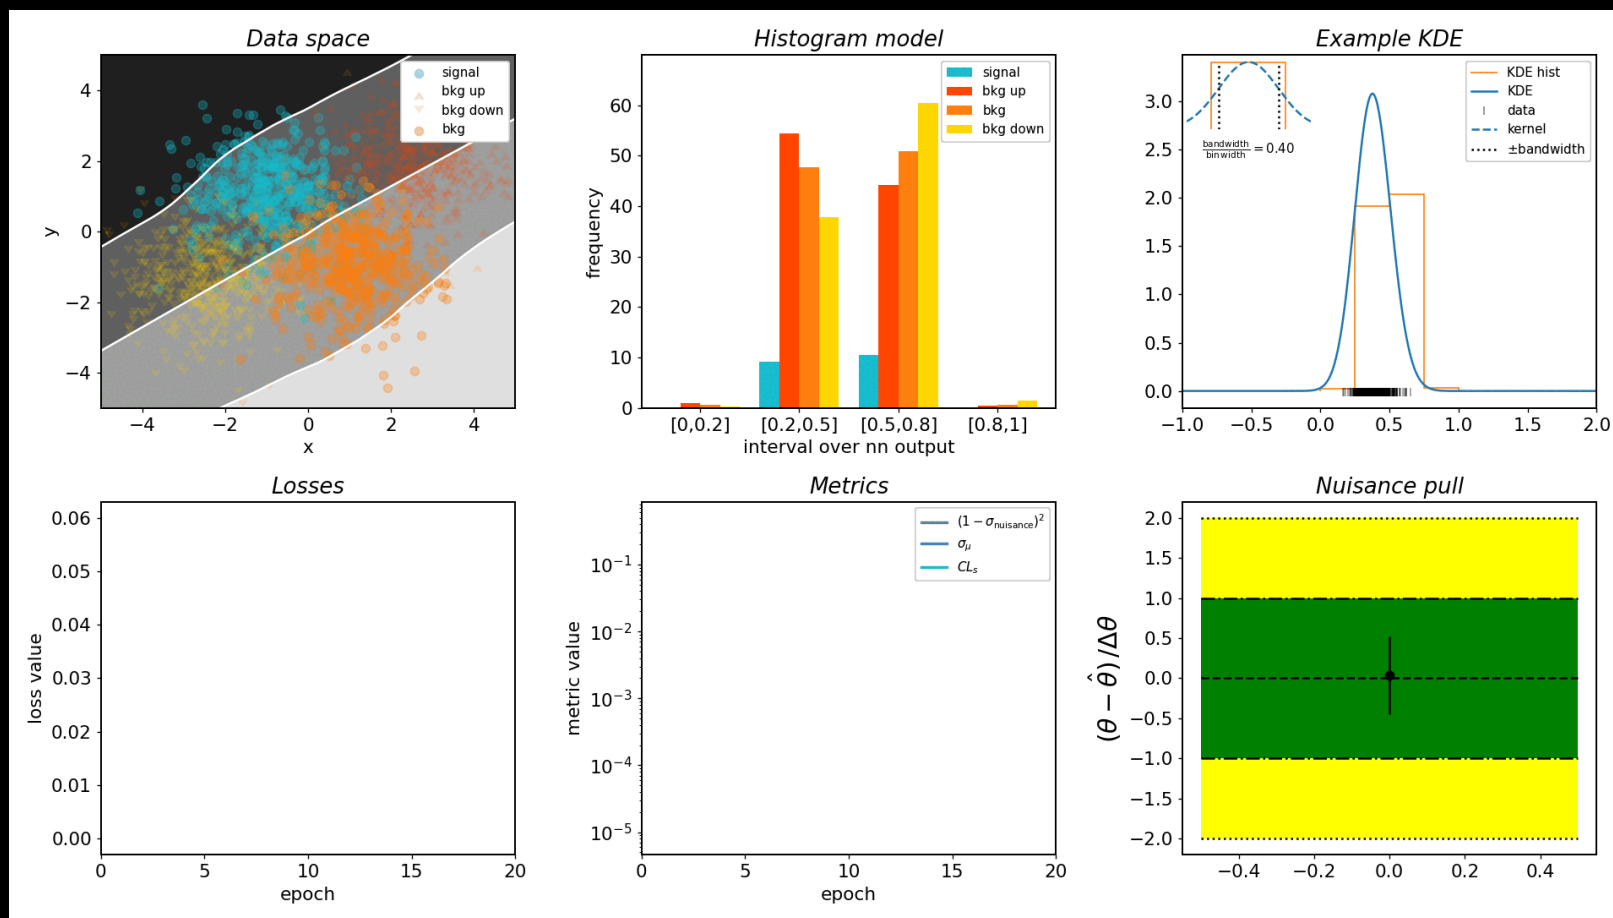 Data space
signal
bkg up
bkg down
bkg
y
4
2
0
−2
−4
−4
−2
0
2
4
x
Histogram model
signal
bkg up
bkg
bkg down
frequency
60
50
40
30
20
10
0
[0,0.2]
[0.2,0.5]
[0.5,0.8]
[0.8,1]
interval over nn output
Example KDE
KDE hist
KDE
data
kernel
±bandwidth
bandwidth / binwidth = 0.40
3.0
2.5
2.0
1.5
1.0
0.5
0.0
−1.0
−0.5
0.0
0.5
1.0
1.5
2.0
Losses
loss value
0.06
0.05
0.04
0.03
0.02
0.01
0.00
0
5
10
15
20
epoch
Metrics
(1 − σ_nuisance)²
σ_μ
CL_s
metric value
10⁻¹
10⁻²
10⁻³
10⁻⁴
10⁻⁵
0
5
10
15
20
epoch
Nuisance pull
(θ − θ̂) / Δθ
2.0
1.5
1.0
0.5
0.0
−0.5
−1.0
−1.5
−2.0
−0.4
−0.2
0.0
0.2
0.4